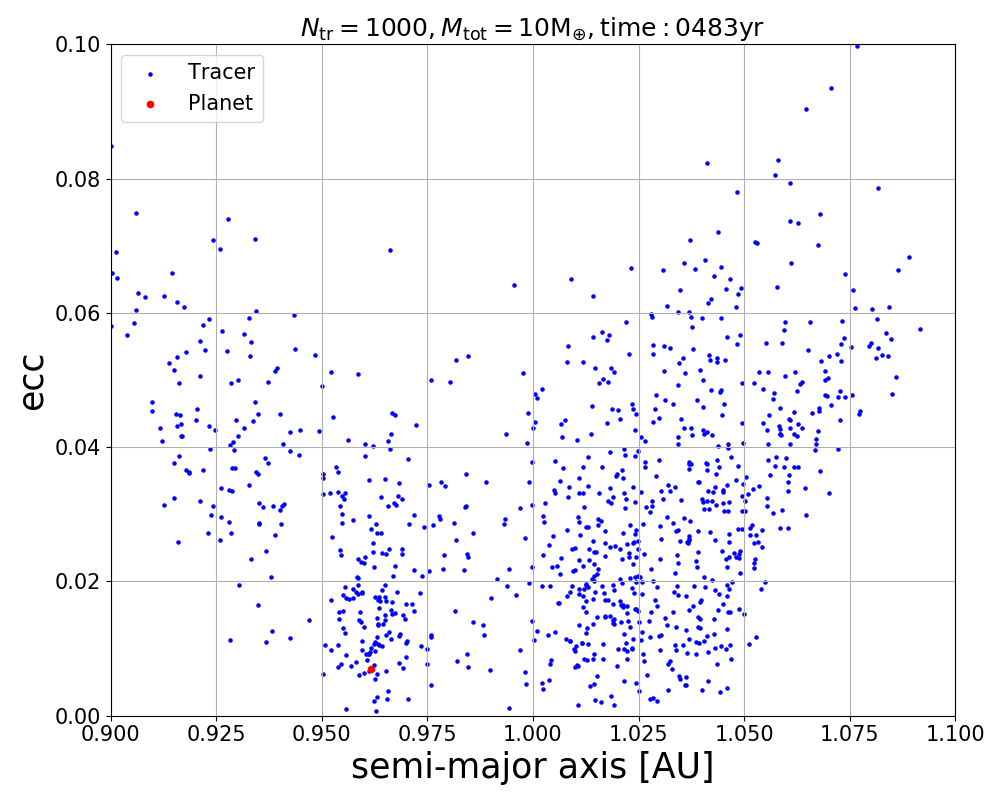 N_tr = 1000, M_tot = 10M_⊕, time : 0483yr
Tracer
Planet
ecc
0.10
0.08
0.06
0.04
0.02
0.00
0.900 0.925 0.950 0.975 1.000 1.025 1.050 1.075 1.100
semi-major axis [AU]